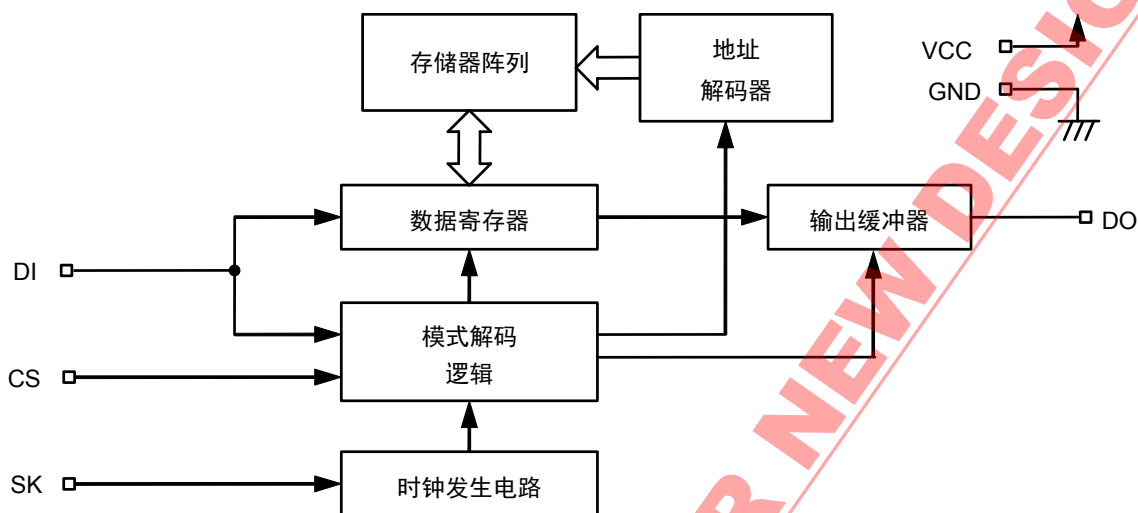 存储器阵列
地址
解码器
VCC
GND
数据寄存器
输出缓冲器
DO
DI
模式解码
逻辑
CS
SK
时钟发生电路
R NEW DESIG